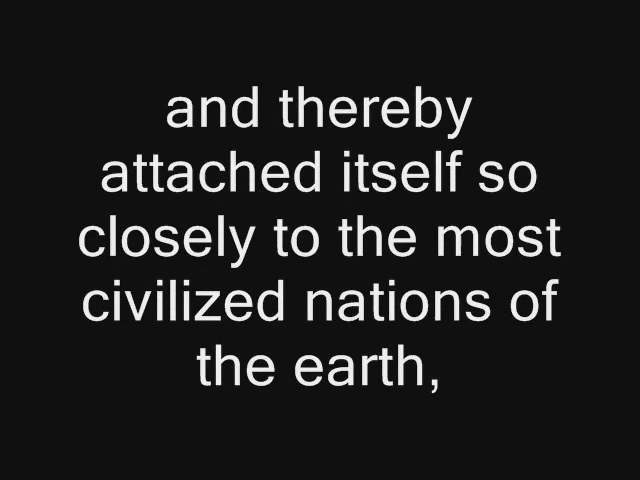 and thereby
attached itself so
closely to the most
civilized nations of
the earth,